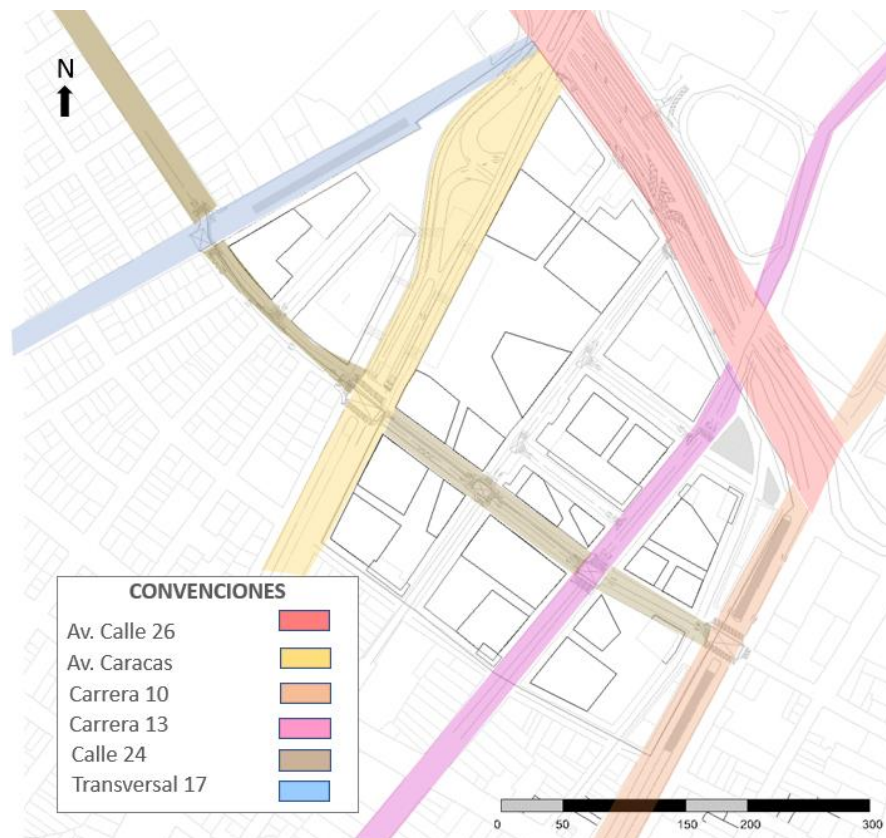 N
CONVENCIONES
Av. Calle 26
Av. Caracas
Carrera 10
Carrera 13
Calle 24
Transversal 17
0 50 150 200 300